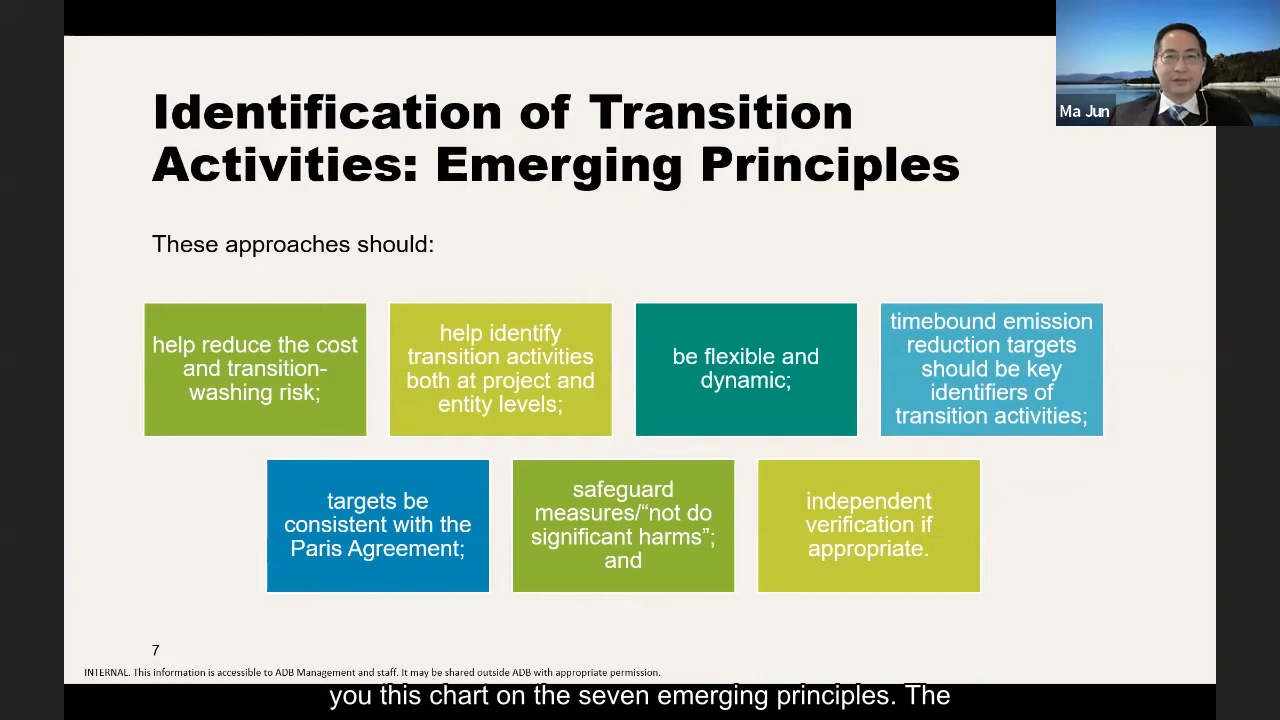 Identification of Transition
Activities: Emerging Principles
Ma Jun
These approaches should:
help reduce the cost
and transition-
washing risk;
help identify
transition activities
both at project and
entity levels;
be flexible and
dynamic;
timebound emission
reduction targets
should be key
identifiers of
transition activities;
targets be
consistent with the
Paris Agreement;
safeguard
measures/“not do
significant harms”;
and
independent
verification if
appropriate.
7
INTERNAL. This information is accessible to ADB Management and staff. It may be shared outside ADB with appropriate permission.
you this chart on the seven emerging principles. The